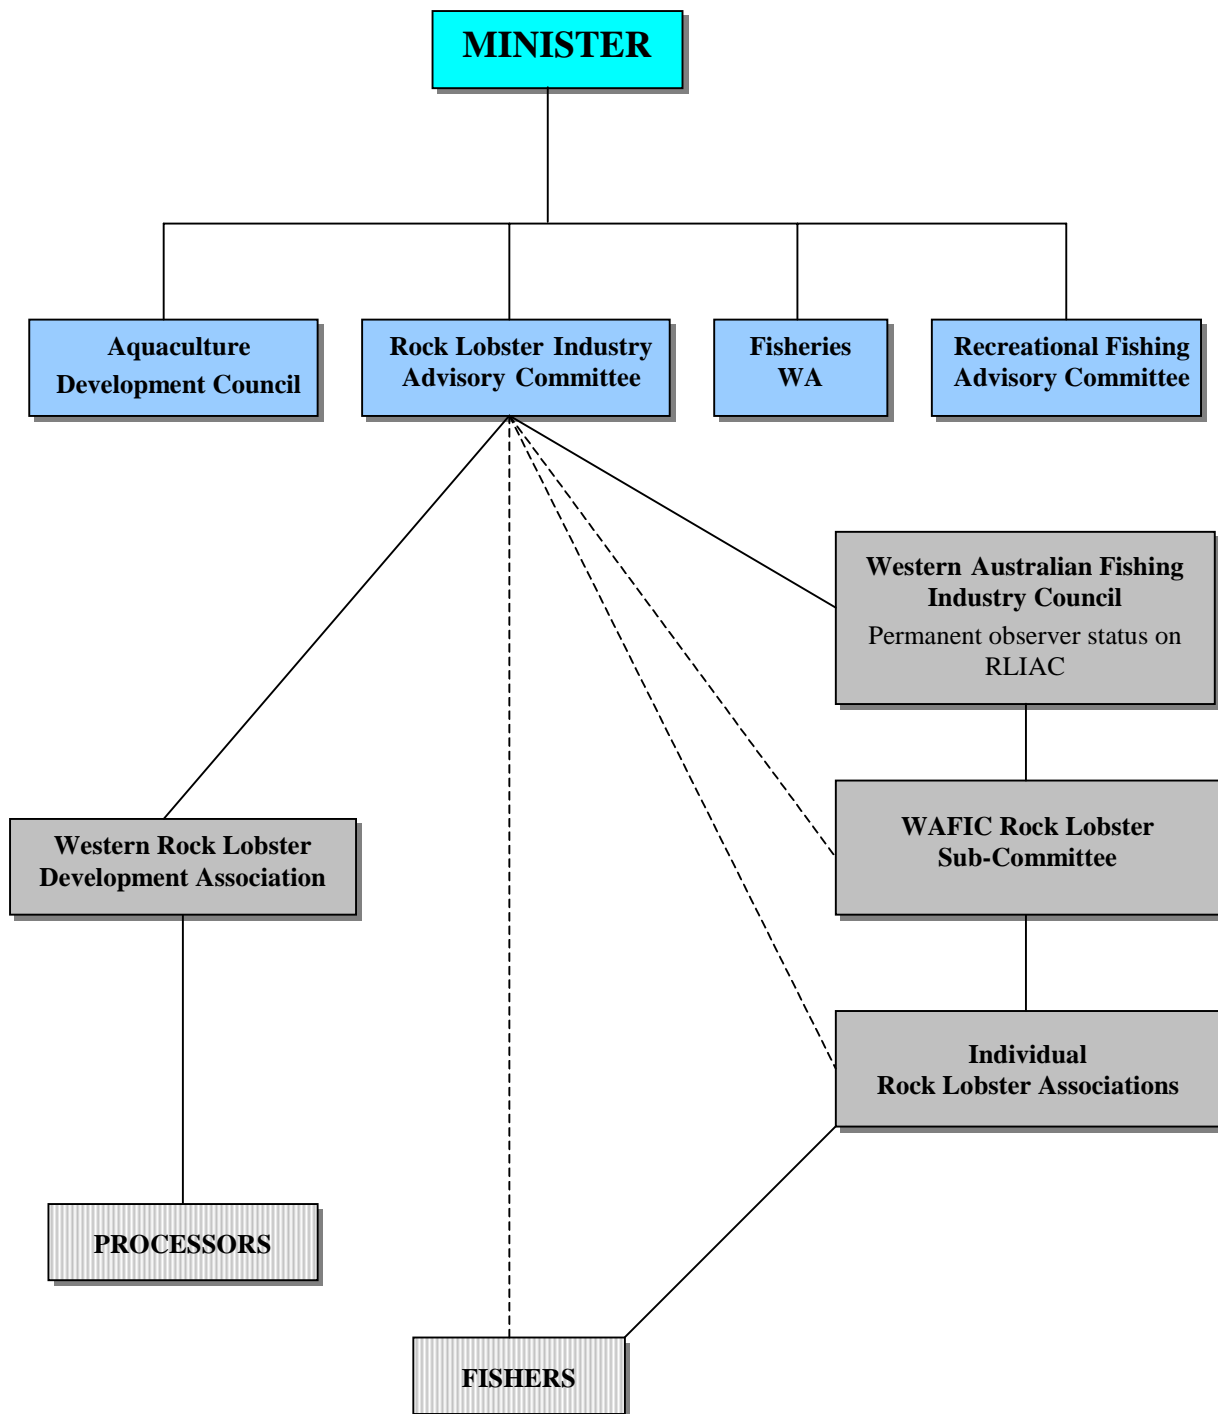 MINISTER
Aquaculture
Development Council
Rock Lobster Industry
Advisory Committee
Fisheries
WA
Recreational Fishing
Advisory Committee
Western Australian Fishing
Industry Council
Permanent observer status on
RLIAC
WAFIC Rock Lobster
Sub-Committee
Western Rock Lobster
Development Association
Individual
Rock Lobster Associations
PROCESSORS
FISHERS